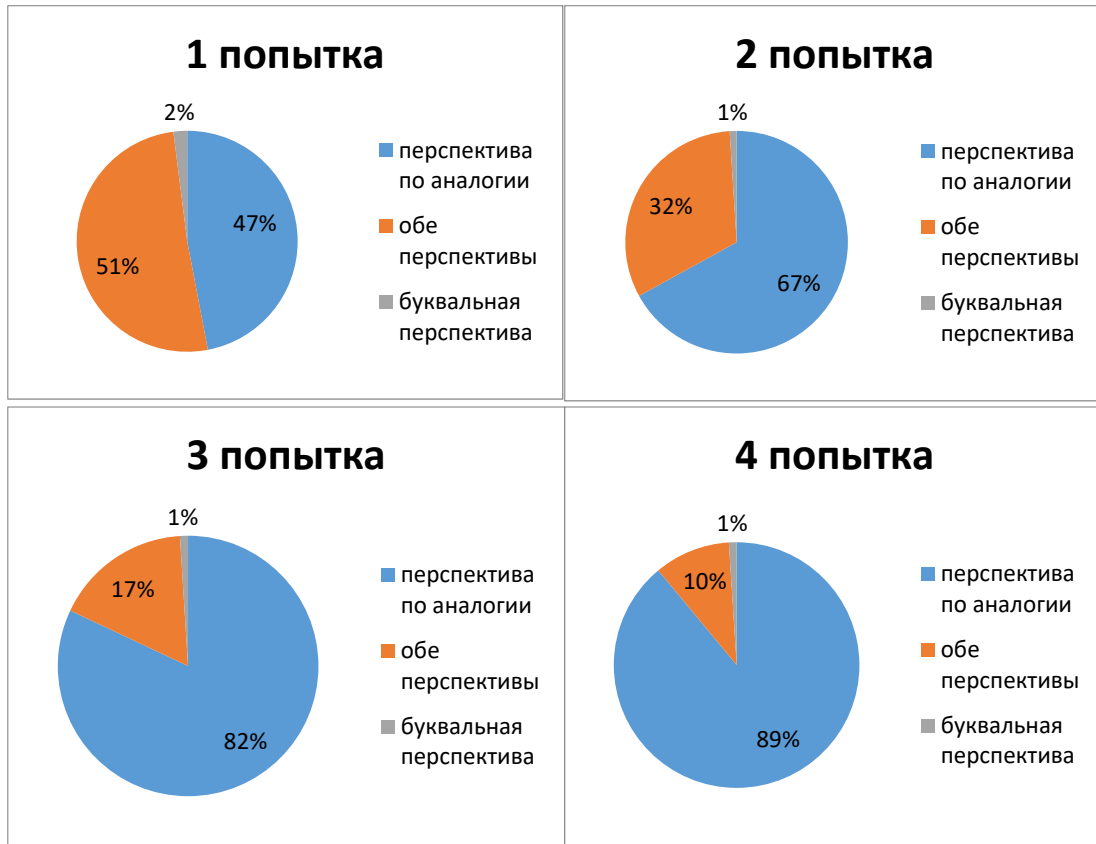 1 попытка
2%
47%
51%
перспектива
по аналогии
обе
перспективы
буквальная
перспектива
2 попытка
1%
32%
67%
перспектива
по аналогии
обе
перспективы
буквальная
перспектива
3 попытка
1%
17%
82%
перспектива
по аналогии
обе
перспективы
буквальная
перспектива
4 попытка
1%
10%
89%
перспектива
по аналогии
обе
перспективы
буквальная
перспектива